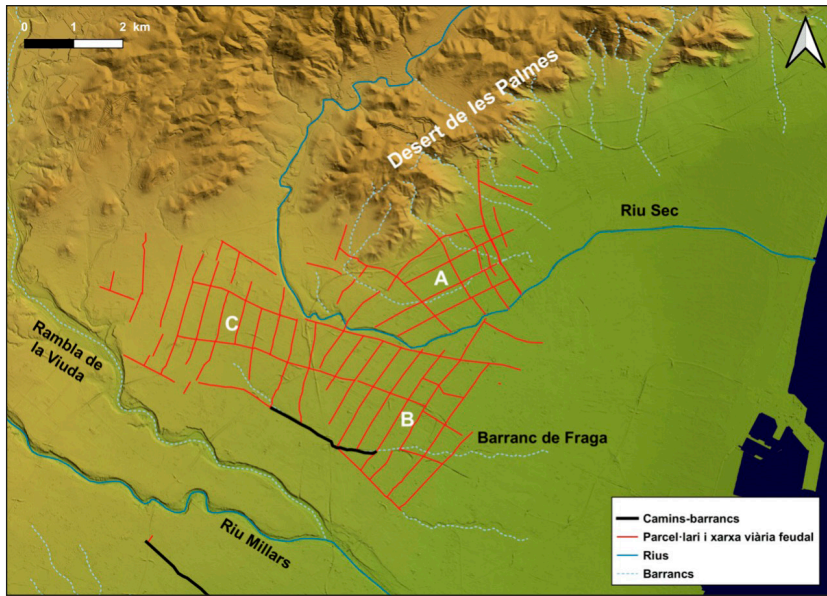 0 1 2 km
Desert de les Palmes
Riu Sec
A
C
Rambla de
la Viuda
B
Barranc de Fraga
Riu Millars
Camins-barrancs
Parcel·lari i xarxa viària feudal
Rius
Barrancs